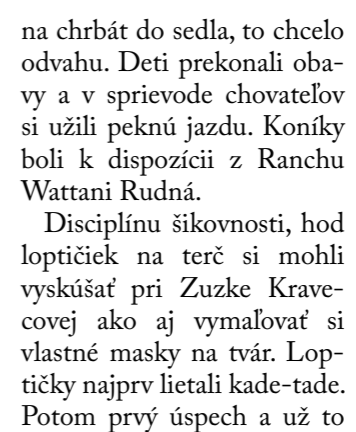 na chrbát do sedla, to chcelo
odvahu. Deti prekonali oba-
vy a v sprievode chovateľov
si užili peknú jazdu. Koníky
boli k dispozícii z Ranchu
Wattani Rudná.
Disciplínu šikovnosti, hod
loptičiek na terč si mohli
vyskúšať pri Zuzke Krave-
covej ako aj vymaľovať si
vlastné masky na tvár. Lop-
tičky najprv lietali kade-tade.
Potom prvý úspech a už to